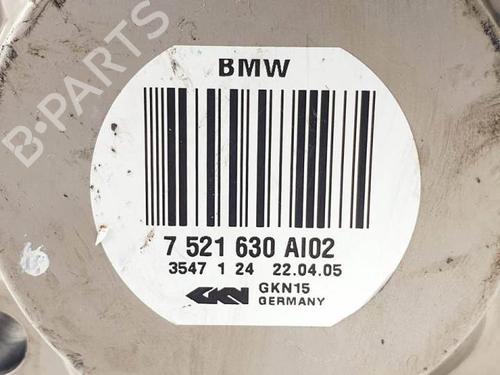 BMW
7 521 630 AI02
3547 1 24 22.04.05
GKN GKN15
GERMANY
B-PARTS